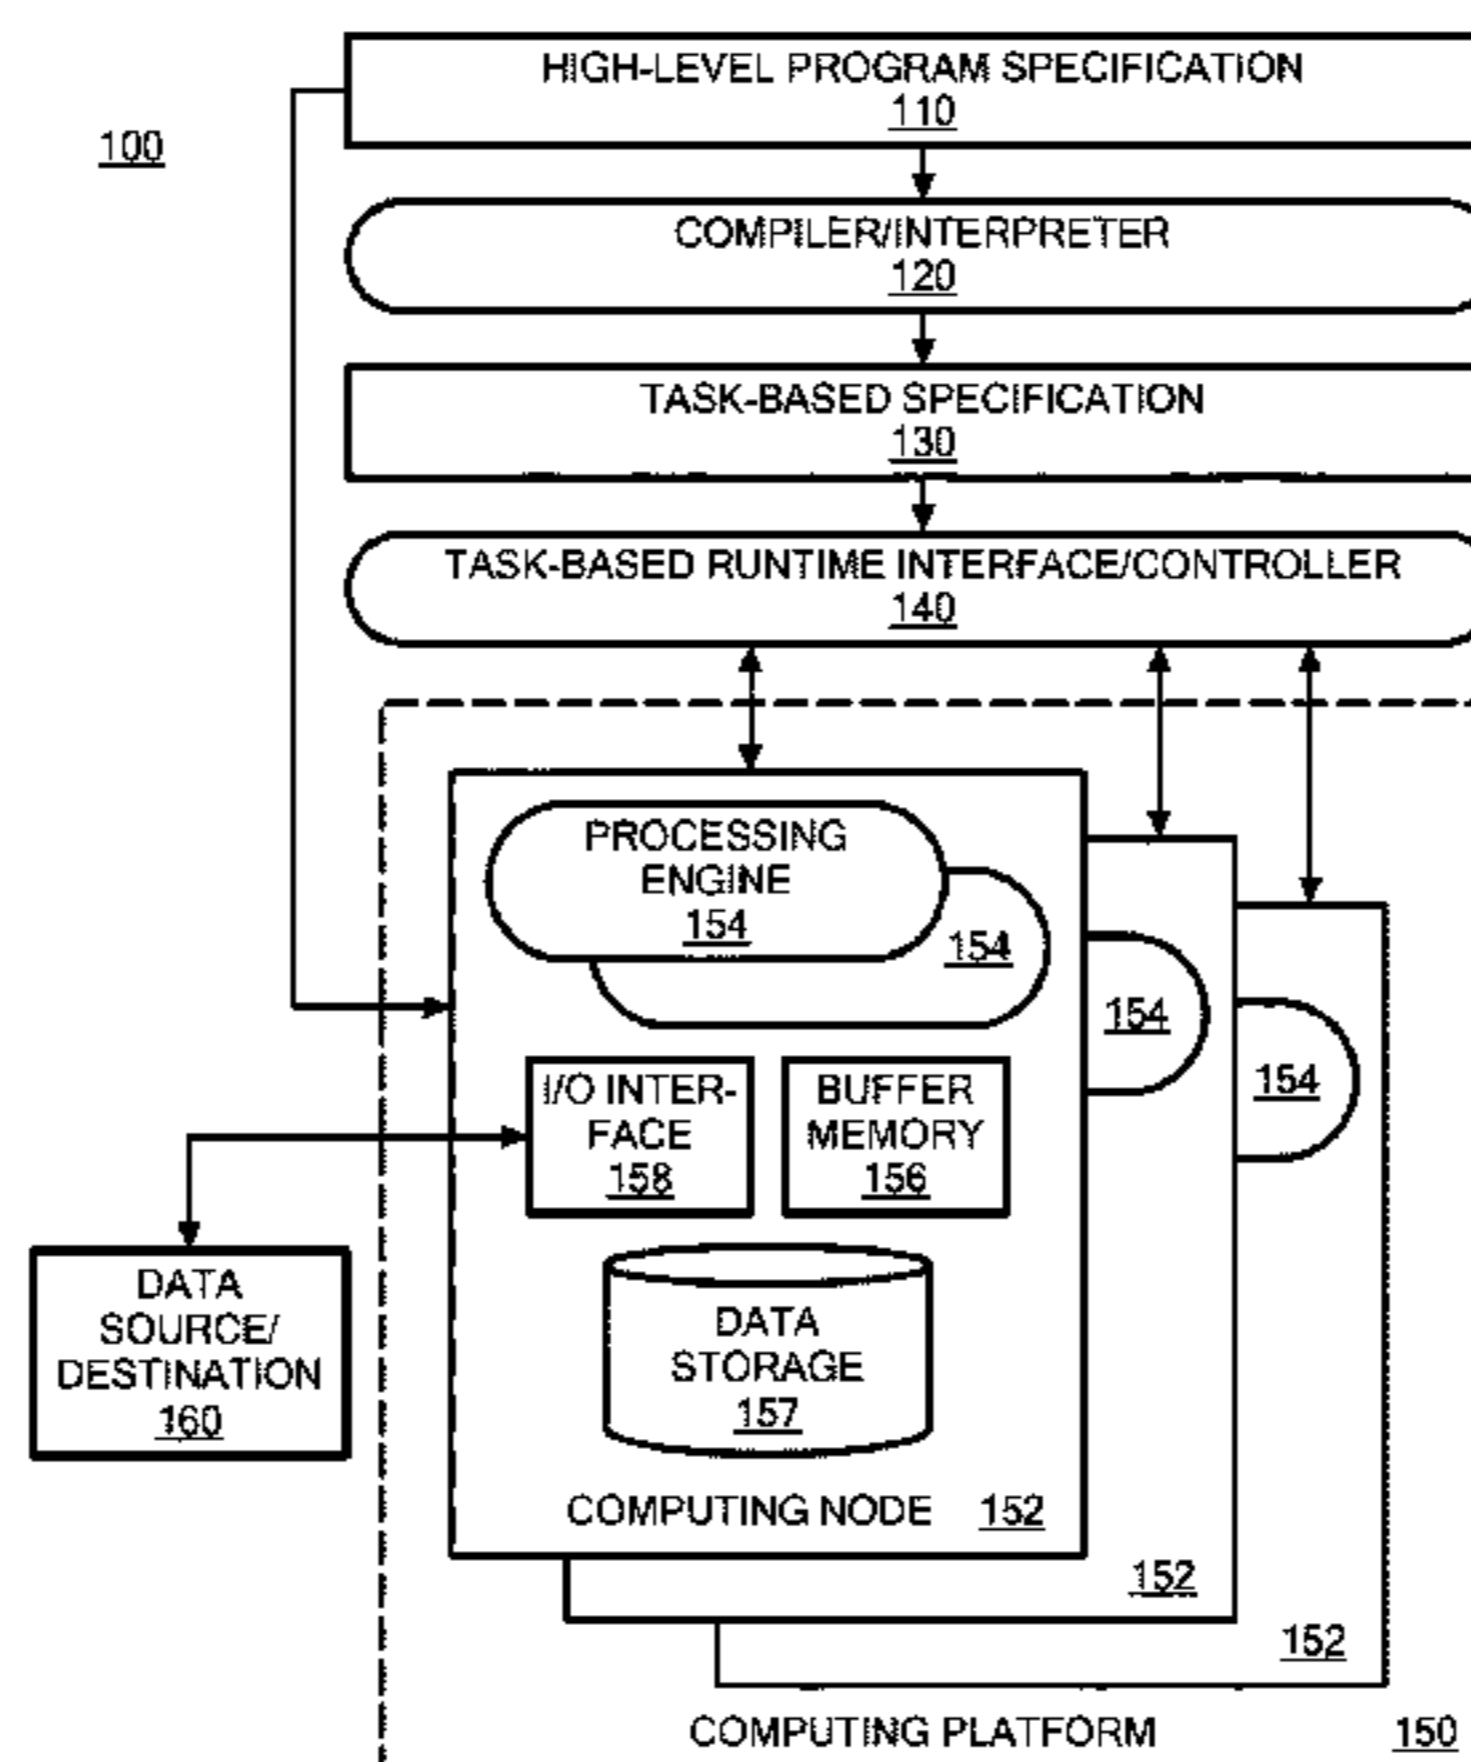 HIGH-LEVEL PROGRAM SPECIFICATION
110
100
COMPILER/INTERPRETER
120
TASK-BASED SPECIFICATION
130
TASK-BASED RUNTIME INTERFACE/CONTROLLER
140
PROCESSING
ENGINE
154
154
154
154
I/O INTER-
FACE
158
BUFFER
MEMORY
156
DATA
SOURCE/
DESTINATION
160
DATA
STORAGE
157
COMPUTING NODE 152
152
152
COMPUTING PLATFORM 150